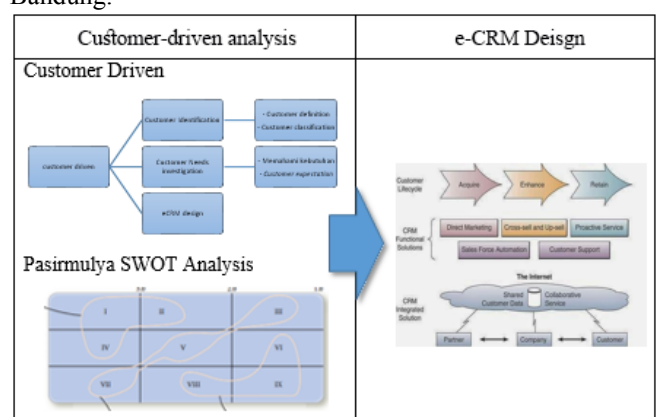 Bandung.
Customer-driven analysis
e-CRM Deisgn
Customer Driven
customer driven
Customer Identification
- Customer definition
- Customer classification
Customer Needs
investigation
- Memahami kebutuhan
- Customer expectation
eCRM design
Pasirmulya SWOT Analysis
I
II
III
IV
V
VI
VII
VIII
IX
Customer
Lifecycle
Acquire
Enhance
Retain
CRM
Functional
Solutions
Direct Marketing
Cross-sell and Up-sell
Proactive Service
Sales Force Automation
Customer Support
The Internet
CRM
Integrated
Solution
Shared
Customer Data
Collaborative
Service
Partner
Company
Customer